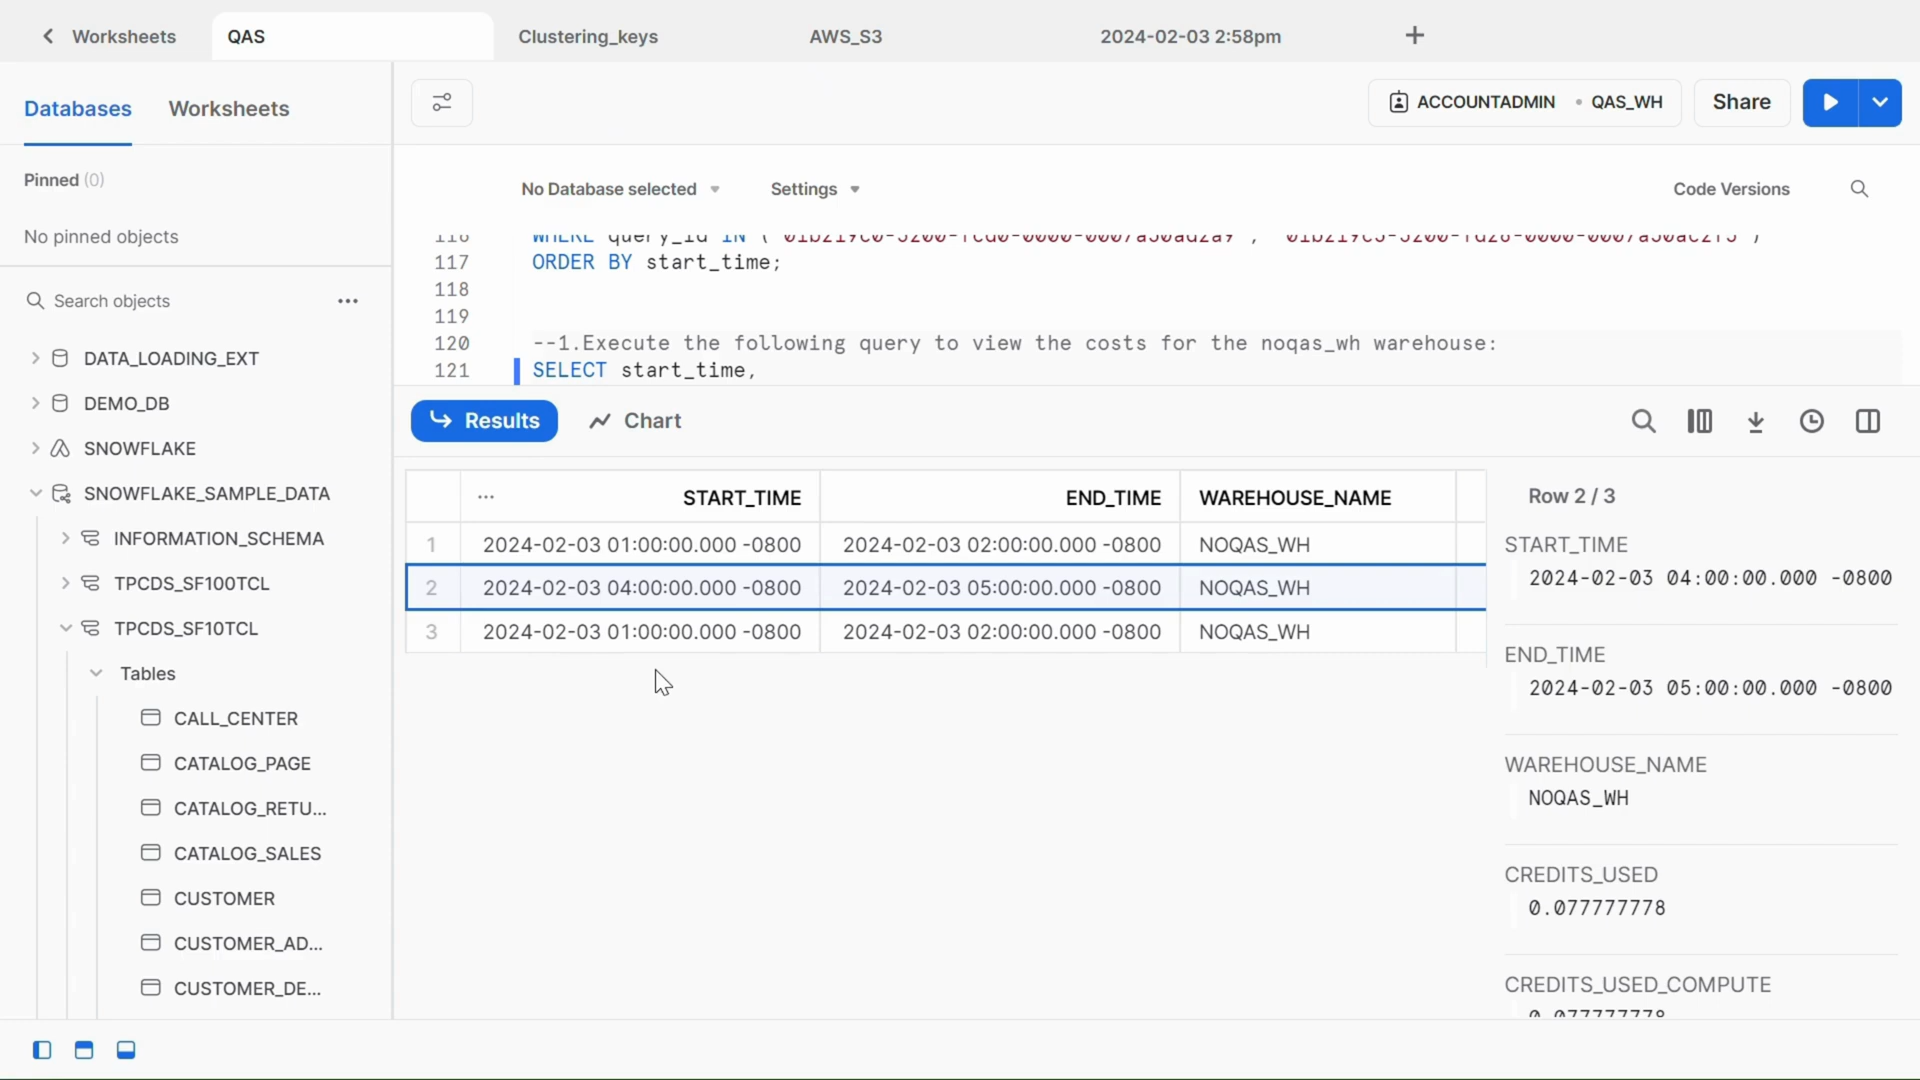 Worksheets
QAS
Clustering_keys
AWS_S3
2024-02-03 2:58pm
Databases
Worksheets
ACCOUNTADMIN
QAS_WH
Share
Pinned (0)
No pinned objects
Search objects
DATA_LOADING_EXT
DEMO_DB
SNOWFLAKE
SNOWFLAKE_SAMPLE_DATA
INFORMATION_SCHEMA
TPCDS_SF100TCL
TPCDS_SF10TCL
Tables
CALL_CENTER
CATALOG_PAGE
CATALOG_RETU...
CATALOG_SALES
CUSTOMER
CUSTOMER_AD...
CUSTOMER_DE...
No Database selected
Settings
Code Versions
116 WHERE query_id IN (
117 ORDER BY start_time;
118
119
120 --1.Execute the following query to view the costs for the noqas_wh warehouse:
121 SELECT start_time,
Results
Chart
... START_TIME END_TIME WAREHOUSE_NAME
1 2024-02-03 01:00:00.000 -0800 2024-02-03 02:00:00.000 -0800 NOQAS_WH
2 2024-02-03 04:00:00.000 -0800 2024-02-03 05:00:00.000 -0800 NOQAS_WH
3 2024-02-03 01:00:00.000 -0800 2024-02-03 02:00:00.000 -0800 NOQAS_WH
Row 2 / 3
START_TIME
2024-02-03 04:00:00.000 -0800
END_TIME
2024-02-03 05:00:00.000 -0800
WAREHOUSE_NAME
NOQAS_WH
CREDITS_USED
0.077777778
CREDITS_USED_COMPUTE
0.077777778